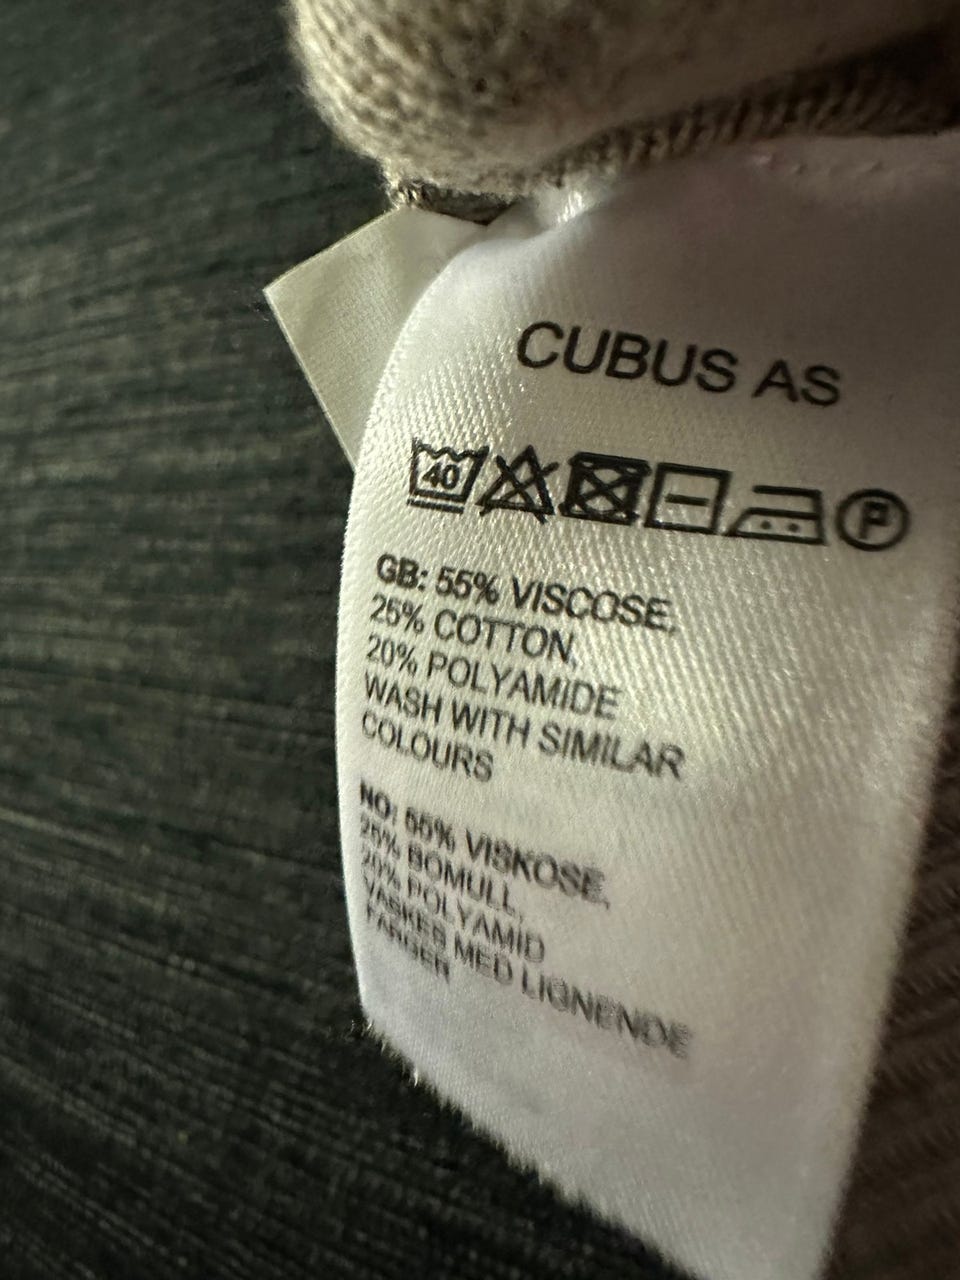 CUBUS AS
40 P
GB: 55% VISCOSE,
25% COTTON,
20% POLYAMIDE
WASH WITH SIMILAR
COLOURS
NO: 55% VISKOSE,
25% BOMULL,
20% POLYAMID
VASKES MED LIGNENDE
FARGER